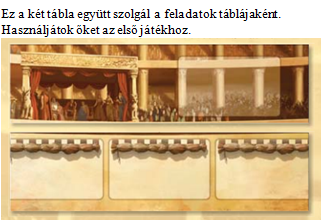 Ez a két tábla együtt szolgál a feladatok táblájaként.
Használjátok őket az első játékhoz.